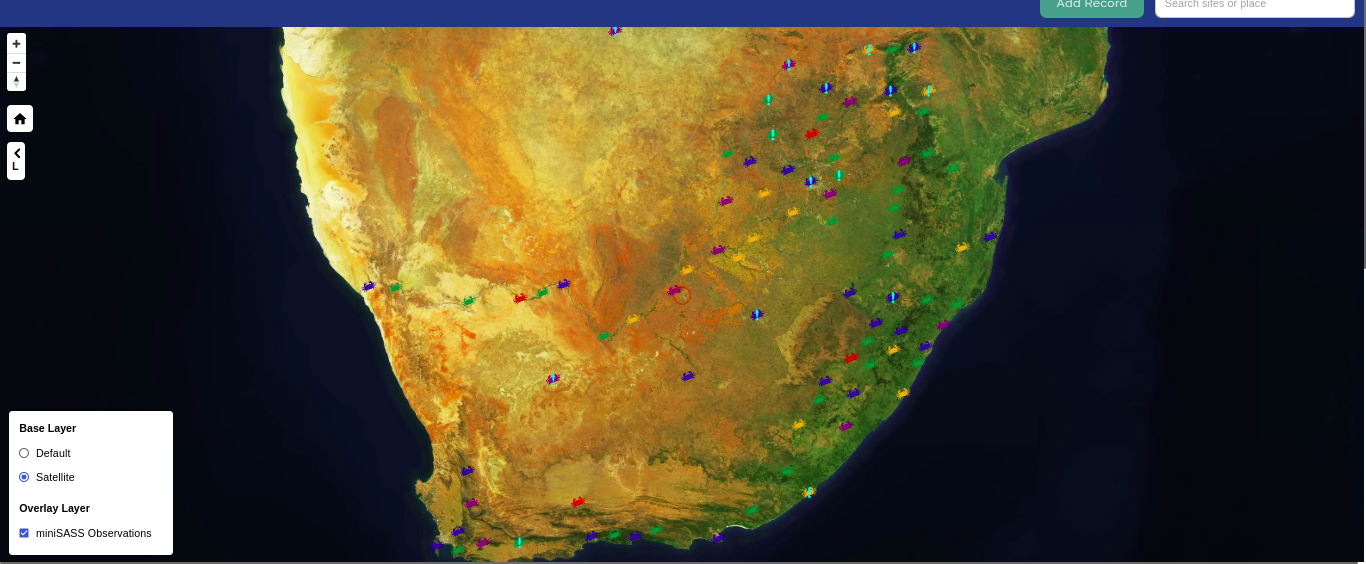 Add Record
Search sites or place
L
Base Layer
Default
Satellite
Overlay Layer
miniSASS Observations